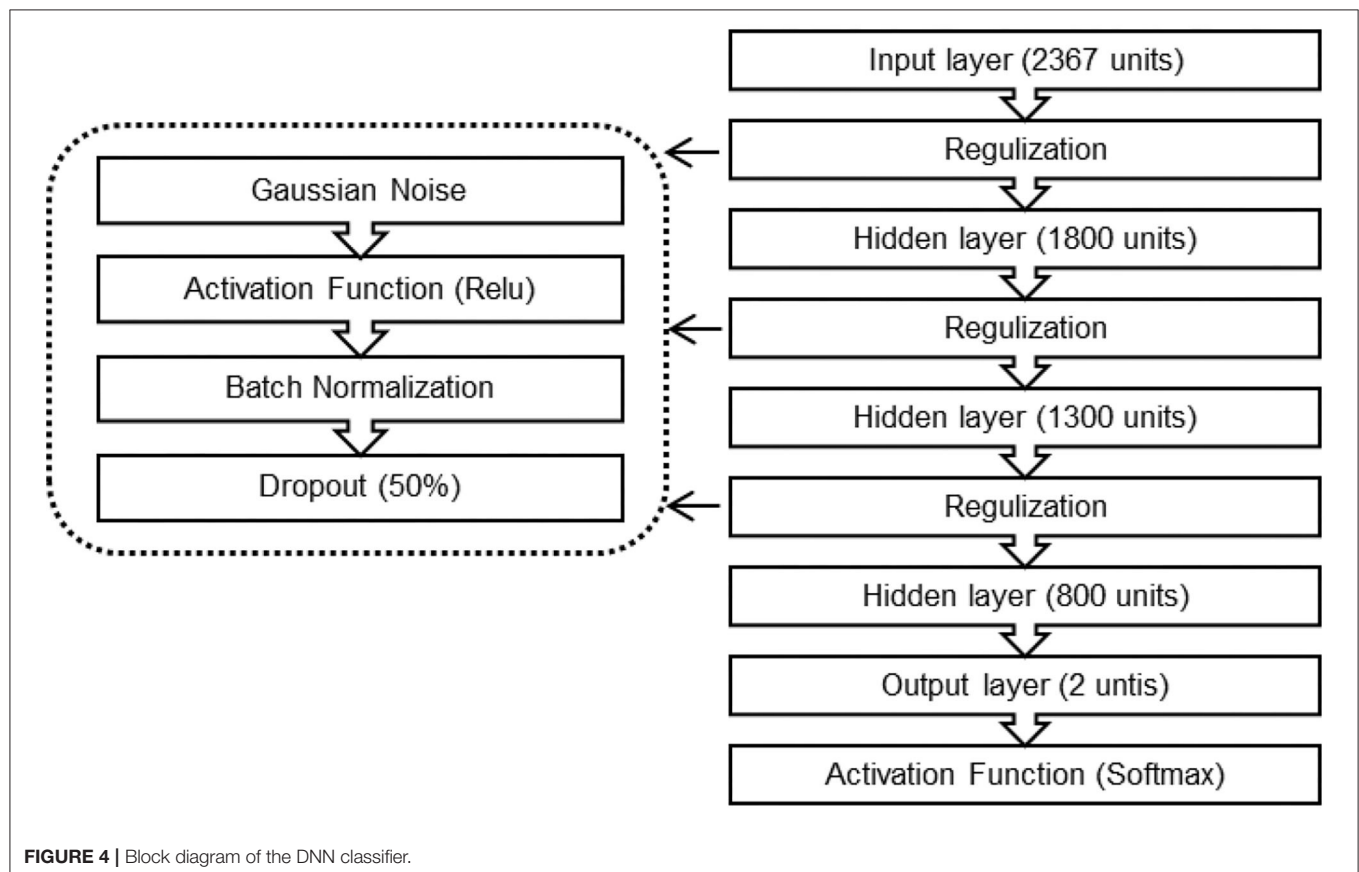 Input layer (2367 units)
Regulization
Hidden layer (1800 units)
Regulization
Hidden layer (1300 units)
Regulization
Hidden layer (800 units)
Output layer (2 untis)
Activation Function (Softmax)
Gaussian Noise
Activation Function (Relu)
Batch Normalization
Dropout (50%)
FIGURE 4 | Block diagram of the DNN classifier.